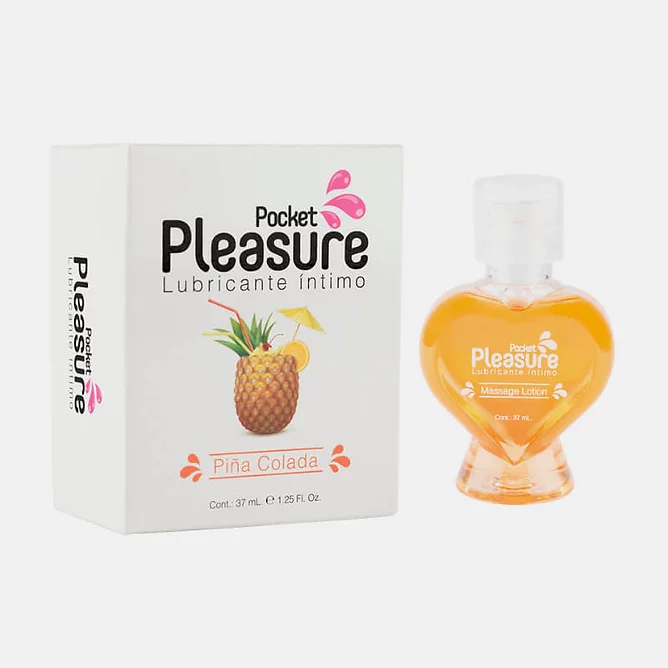 Pocket
Pleasure
Lubricante íntimo
Piña Colada
Cont.: 37 mL. ℮ 1.25 Fl. Oz.
Pocket
Pleasure
Lubricante íntimo
Pocket
Pleasure
Lubricante íntimo
Massage Lotion
Cont.: 37 mL.